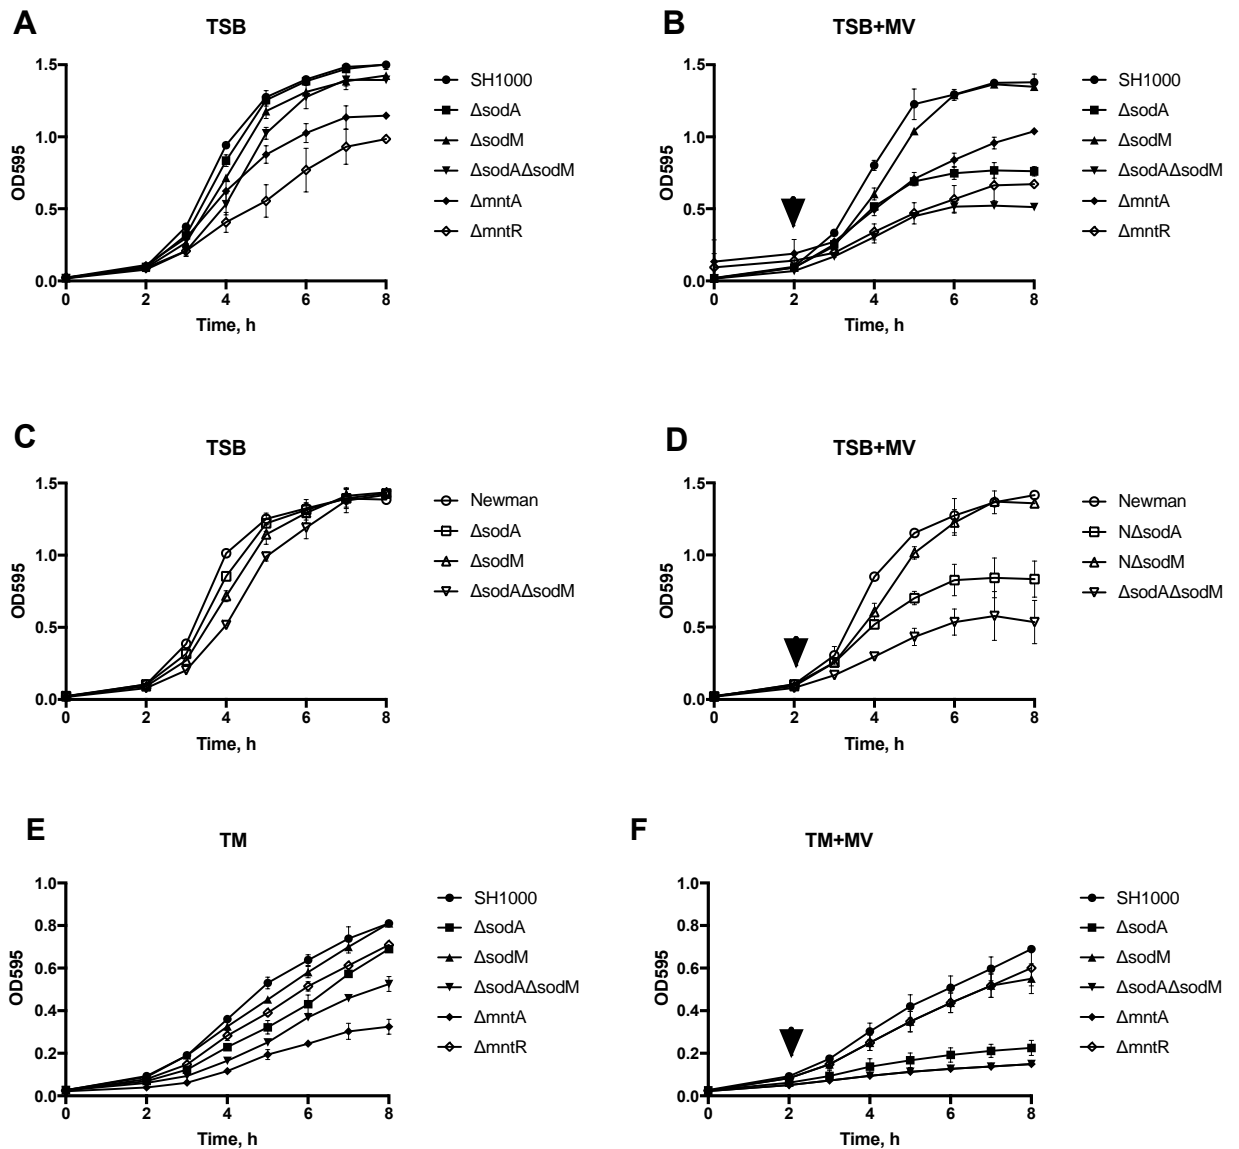 A
TSB
1.5
1.0
0.5
0.0
OD595
0 2 4 6 8
Time, h
SH1000
ΔsodA
ΔsodM
ΔsodAΔsodM
ΔmntA
ΔmntR
B
TSB+MV
1.5
1.0
0.5
0.0
OD595
0 2 4 6 8
Time, h
SH1000
ΔsodA
ΔsodM
ΔsodAΔsodM
ΔmntA
ΔmntR
C
TSB
1.5
1.0
0.5
0.0
OD595
0 2 4 6 8
Time, h
Newman
ΔsodA
ΔsodM
ΔsodAΔsodM
D
TSB+MV
1.5
1.0
0.5
0.0
OD595
0 2 4 6 8
Time, h
Newman
NΔsodA
NΔsodM
ΔsodAΔsodM
E
TM
1.0
0.8
0.6
0.4
0.2
0.0
OD595
0 2 4 6 8
Time, h
SH1000
ΔsodA
ΔsodM
ΔsodAΔsodM
ΔmntA
ΔmntR
F
TM+MV
1.0
0.8
0.6
0.4
0.2
0.0
OD595
0 2 4 6 8
Time, h
SH1000
ΔsodA
ΔsodM
ΔsodAΔsodM
ΔmntA
ΔmntR